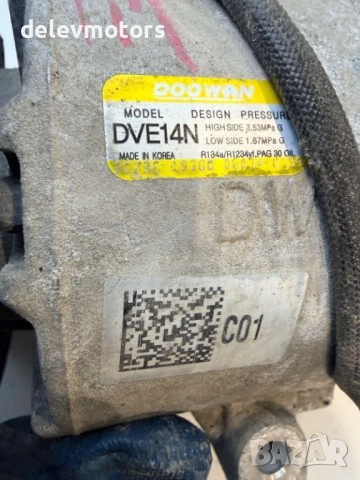 delevmotors
DOOWAN
MODEL DESIGN PRESSURE
DVE14N HIGH SIDE 3.53MPa G
LOW SIDE 1.67MPa G
MADE IN KOREA R134a/R1234yf, PAG 30 OIL
C01
BAZAR